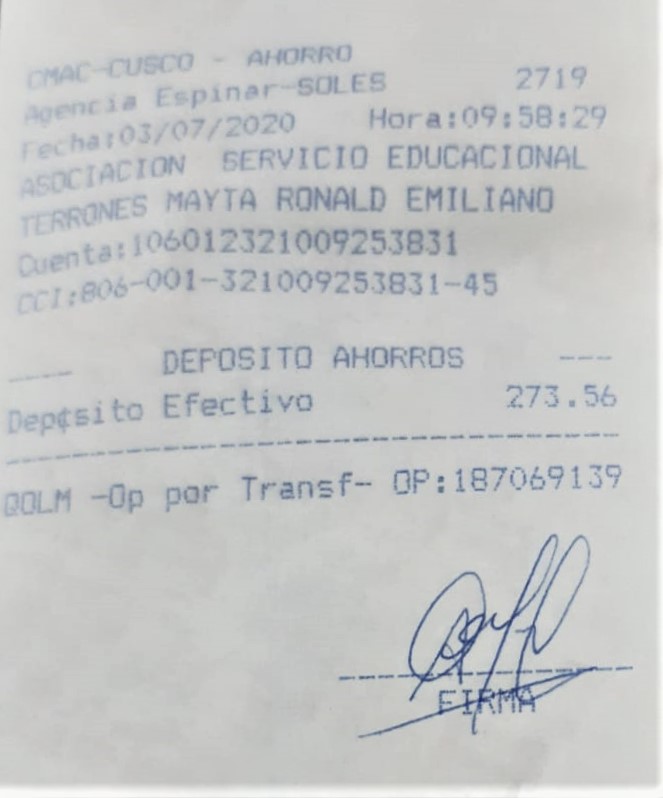 CMAC-CUSCO - AHORRO
Agencia Espinar-SOLES 2719
Fecha:03/07/2020 Hora:09:58:29
ASOCIACION SERVICIO EDUCACIONAL
TERRONES MAYTA RONALD EMILIANO
Cuenta:106012321009253831
CCI:806-001-321009253831-45
____ DEPOSITO AHORROS ---
Dep¢sito Efectivo 273.56
QOLM -Op por Transf- OP:187069139
FIRMA